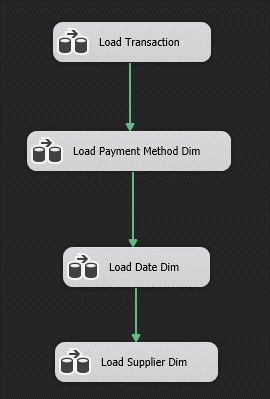 Load Transaction
Load Payment Method Dim
Load Date Dim
Load Supplier Dim